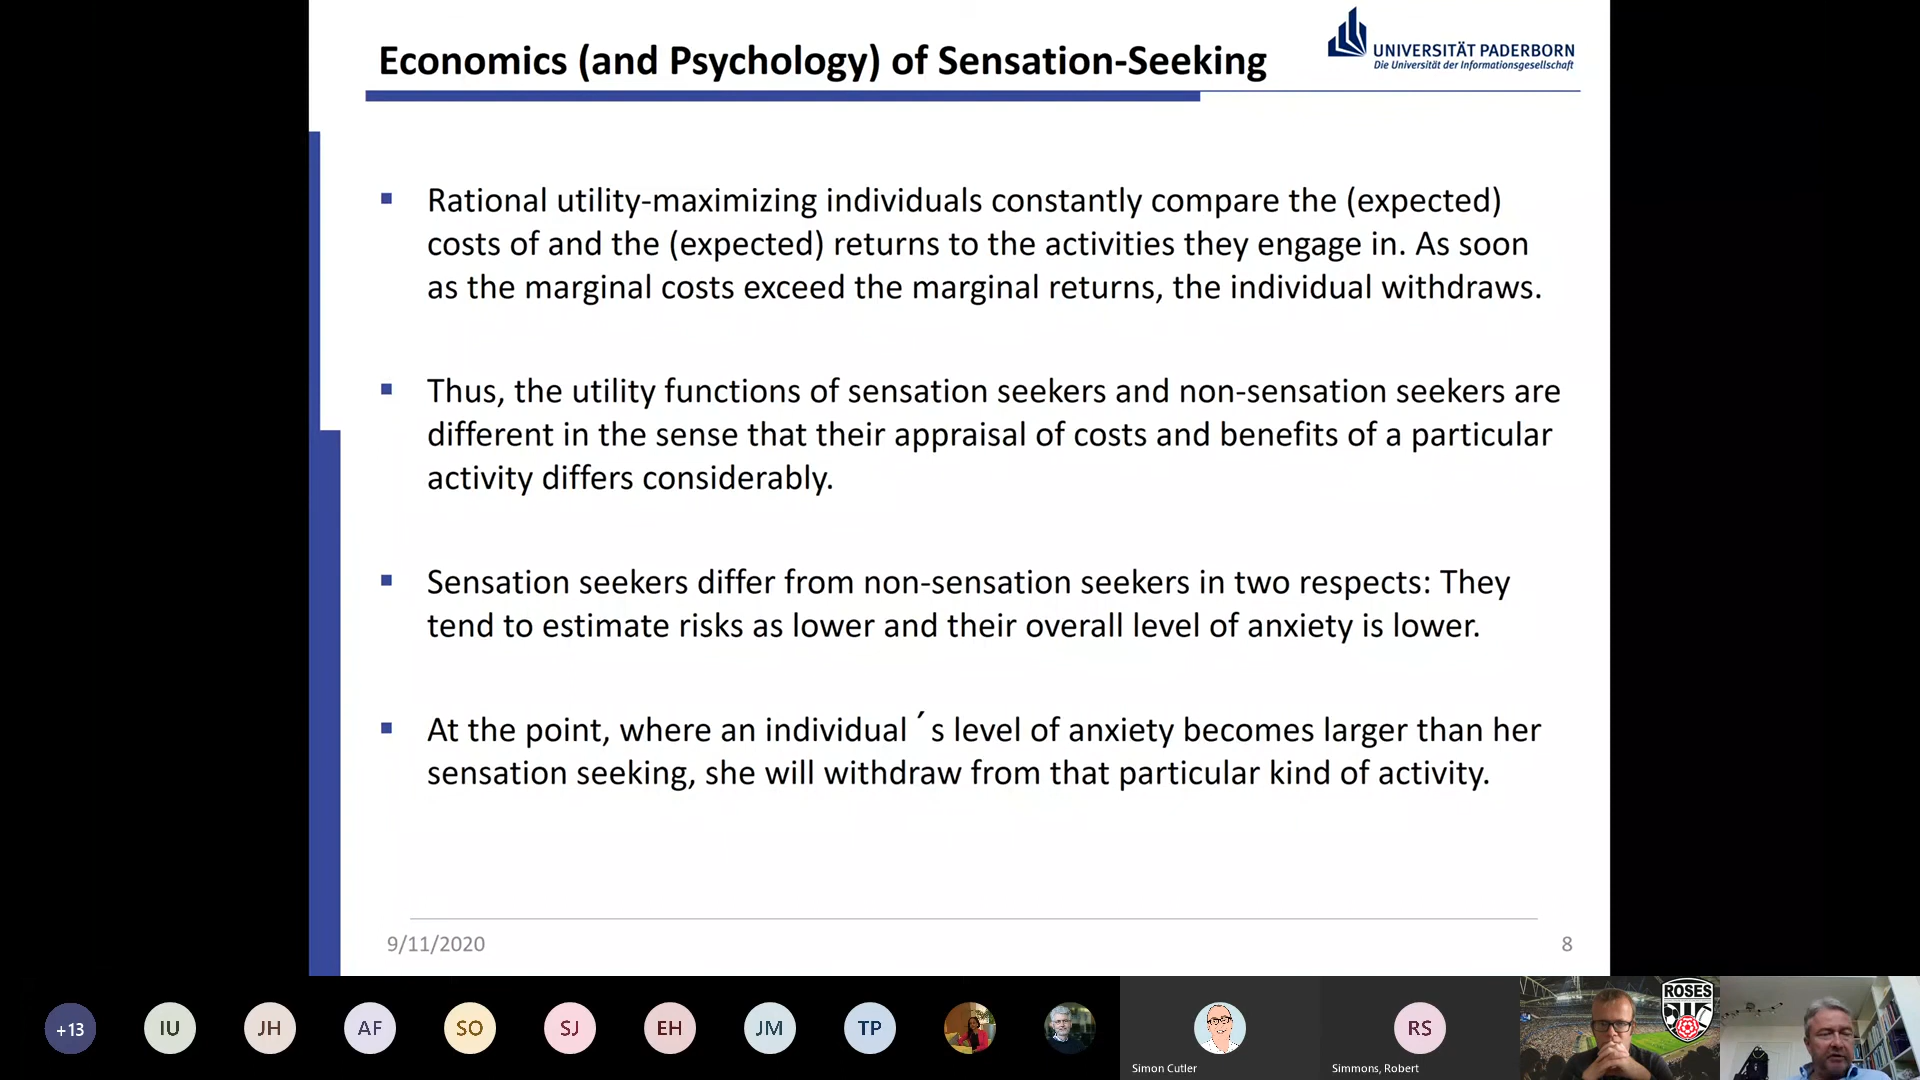 Economics (and Psychology) of Sensation-Seeking
UNIVERSITÄT PADERBORN
Die Universität der Informationsgesellschaft
Rational utility-maximizing individuals constantly compare the (expected)
costs of and the (expected) returns to the activities they engage in. As soon
as the marginal costs exceed the marginal returns, the individual withdraws.
Thus, the utility functions of sensation seekers and non-sensation seekers are
different in the sense that their appraisal of costs and benefits of a particular
activity differs considerably.
Sensation seekers differ from non-sensation seekers in two respects: They
tend to estimate risks as lower and their overall level of anxiety is lower.
At the point, where an individual´s level of anxiety becomes larger than her
sensation seeking, she will withdraw from that particular kind of activity.
9/11/2020
8
+13
IU
JH
AF
SO
SJ
EH
JM
TP
Simon Cutler
RS
Simmons, Robert
ROSES